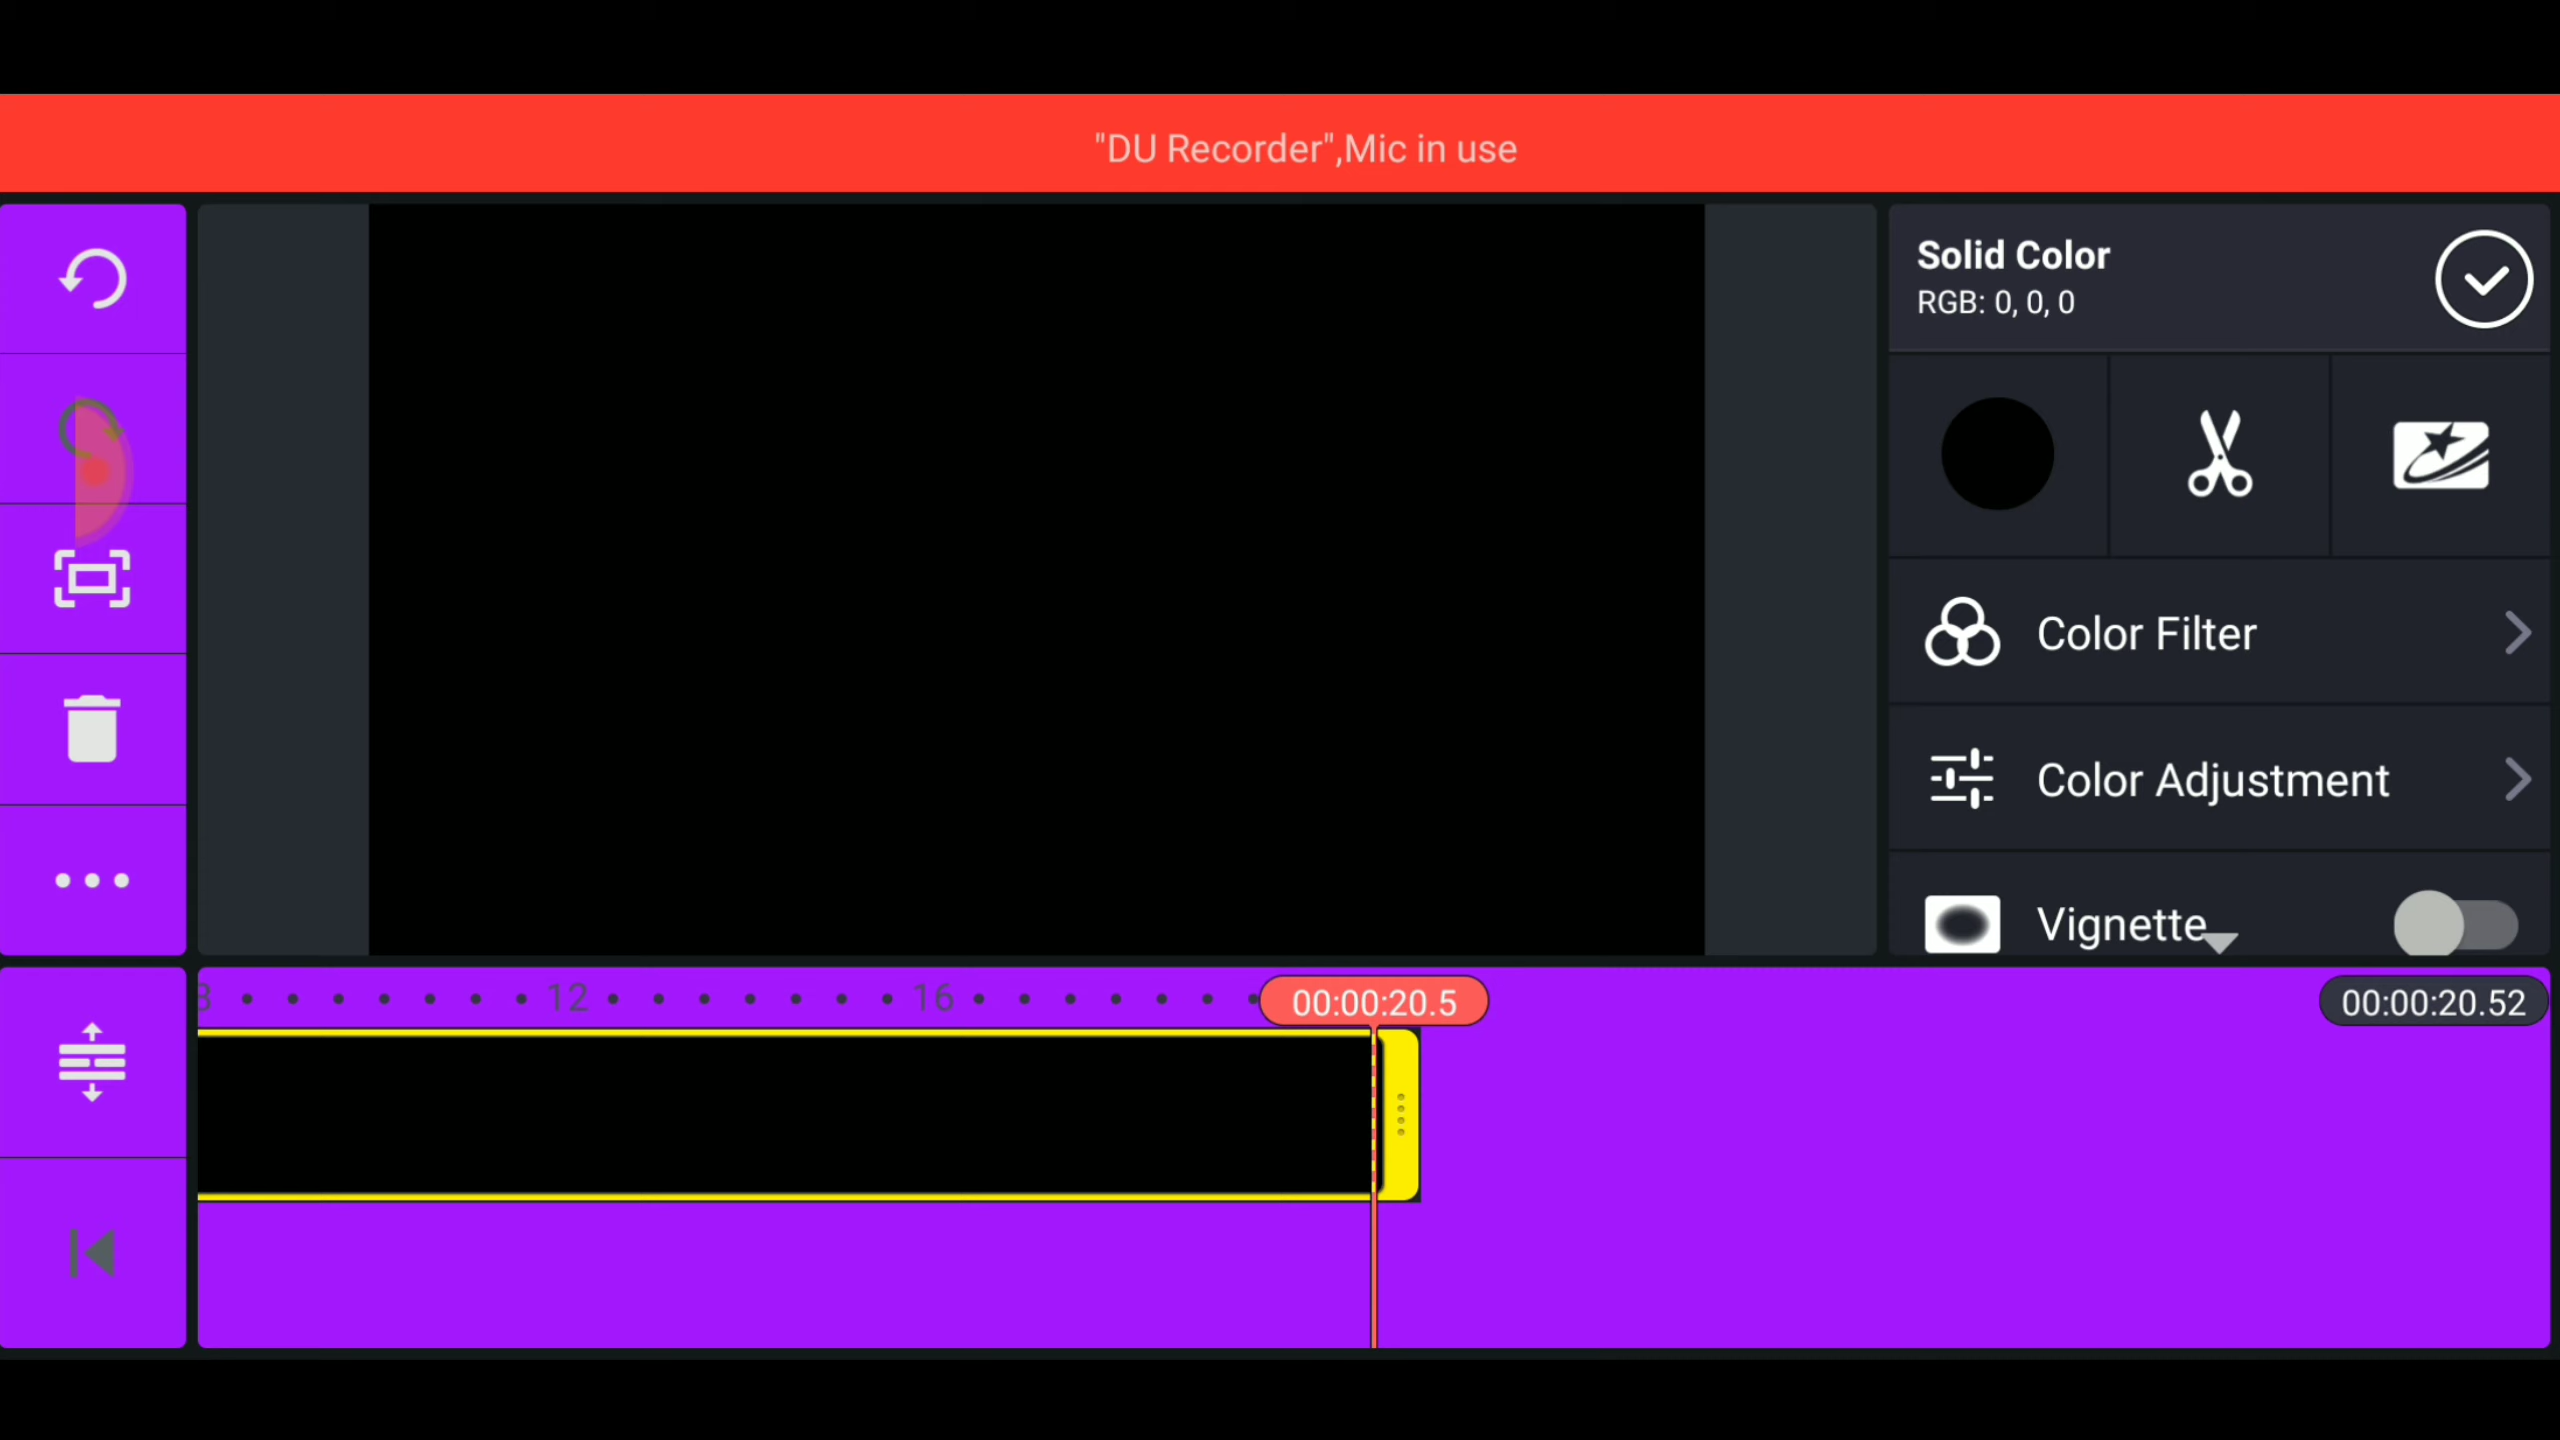 "DU Recorder",Mic in use
Solid Color
RGB: 0, 0, 0
Color Filter
Color Adjustment
Vignette
8 12 16 00:00:20.5 00:00:20.52